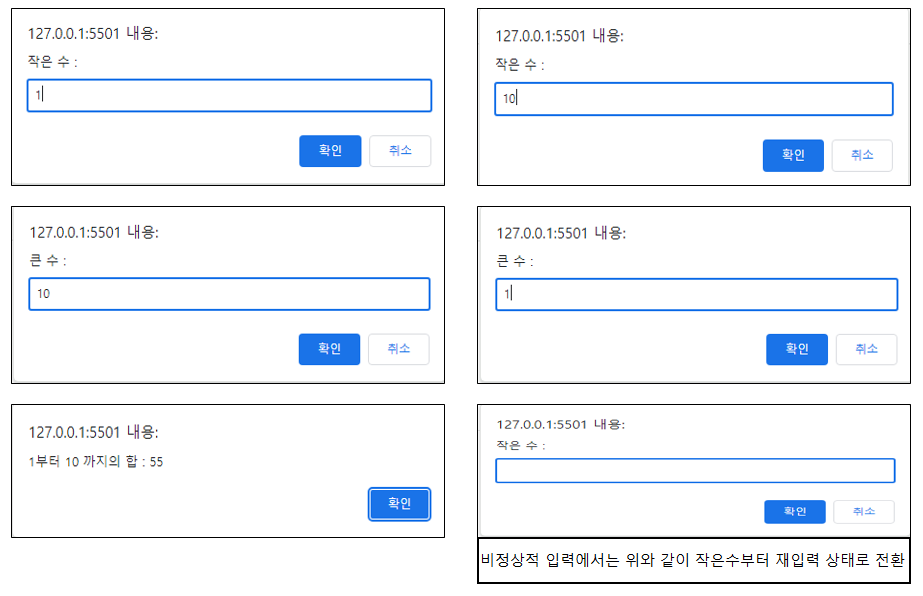 127.0.0.1:5501 내용:
작은 수 :
1
확인
취소
127.0.0.1:5501 내용:
작은 수 :
10
확인
취소
127.0.0.1:5501 내용:
큰 수 :
10
확인
취소
127.0.0.1:5501 내용:
큰 수 :
1
확인
취소
127.0.0.1:5501 내용:
1부터 10 까지의 합 : 55
확인
127.0.0.1:5501 내용:
작은 수 :
확인
취소
비정상적 입력에서는 위와 같이 작은수부터 재입력 상태로 전환